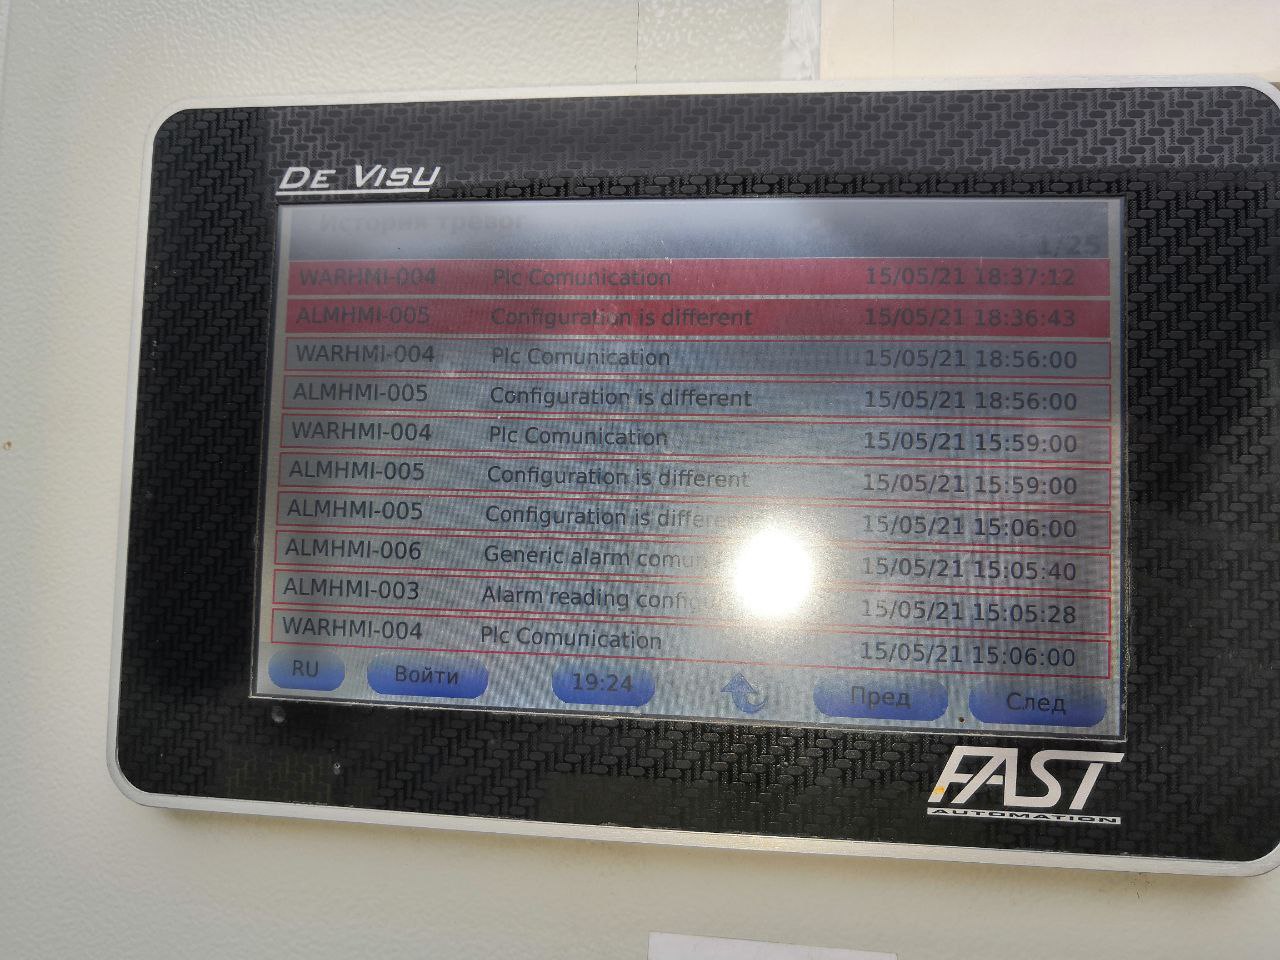 DE VISU
История тревог
1/25
WARHMI-004 Plc Comunication 15/05/21 18:37:12
ALMHMI-005 Configuration is different 15/05/21 18:36:43
WARHMI-004 Plc Comunication 15/05/21 18:56:00
ALMHMI-005 Configuration is different 15/05/21 18:56:00
WARHMI-004 Plc Comunication 15/05/21 15:59:00
ALMHMI-005 Configuration is different 15/05/21 15:59:00
ALMHMI-005 Configuration is 15/05/21 15:06:00
ALMHMI-006 Generic alarm 15/05/21 15:05:40
ALMHMI-003 Alarm reading 15/05/21 15:05:28
WARHMI-004 Plc Comunication 15/05/21 15:06:00
RU Войти 19:24 Пред След
FAST
AUTOMATION